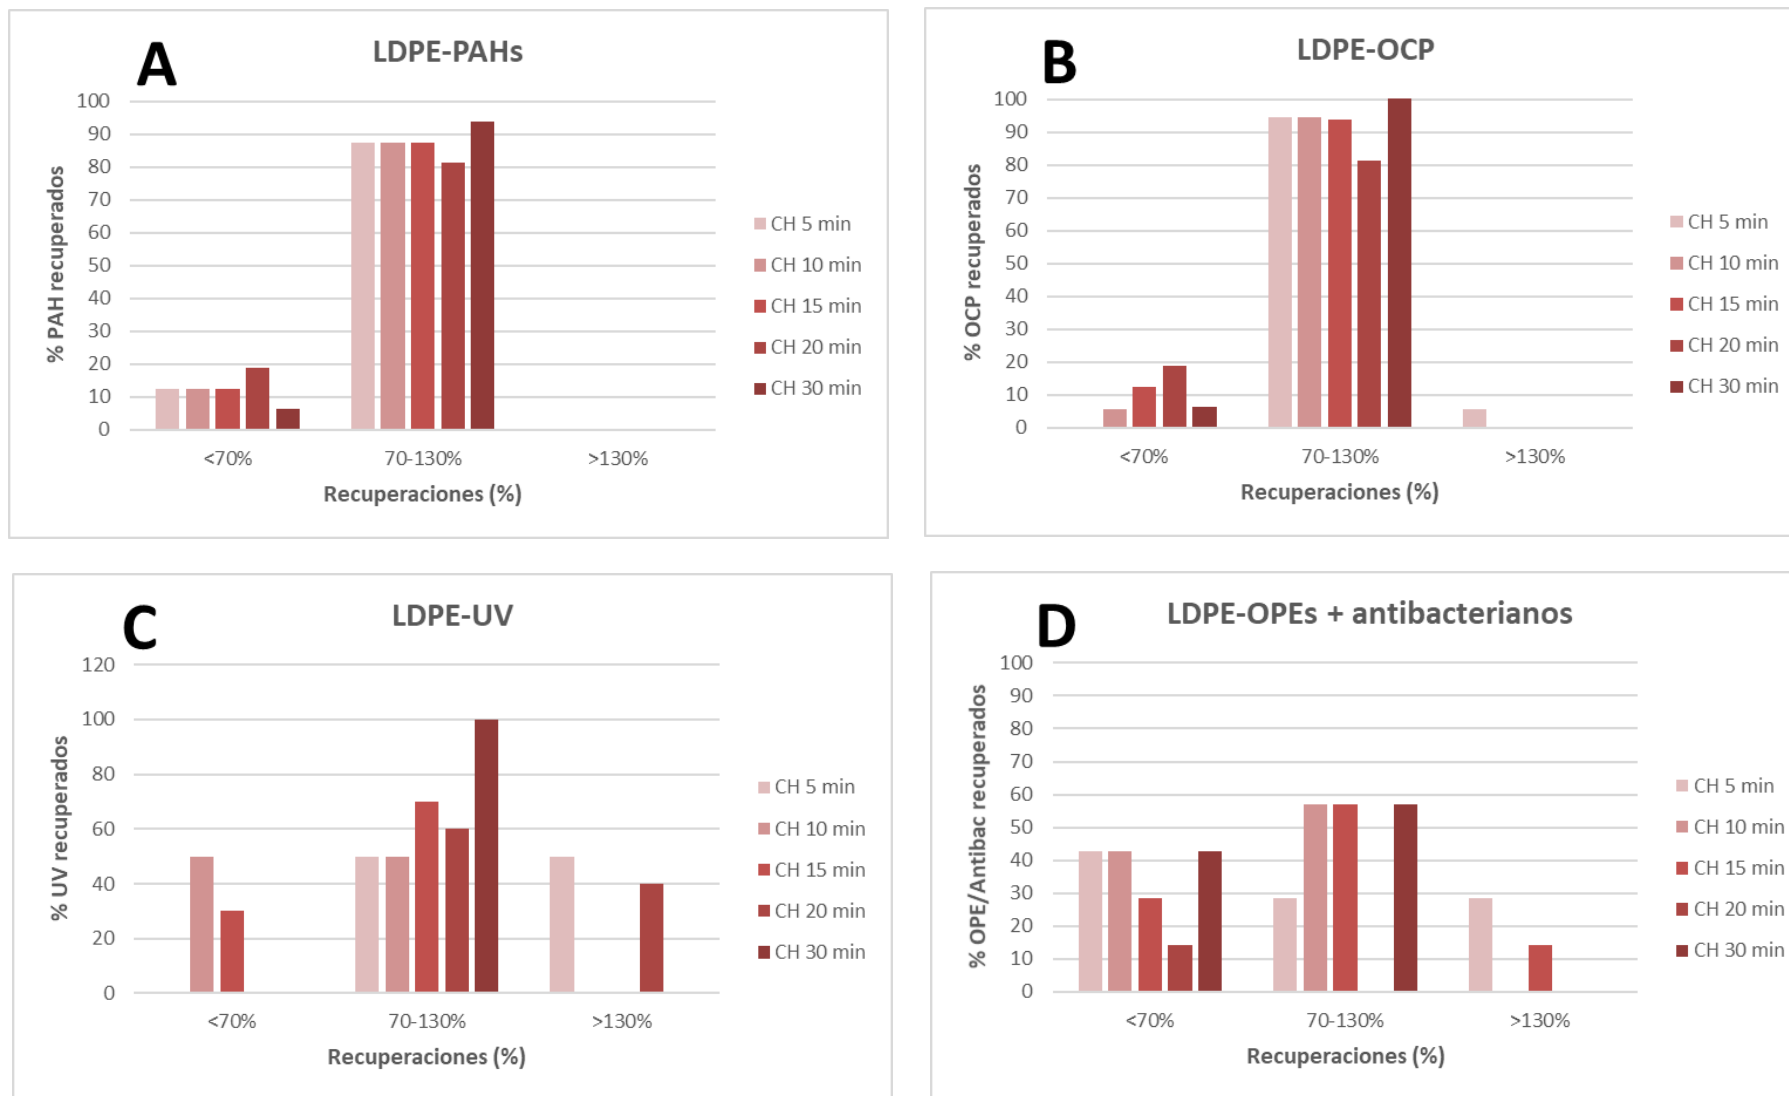 A
LDPE-PAHs
100
90
80
70
60
50
40
30
20
10
0
% PAH recuperados
<70%
70-130%
>130%
Recuperaciones (%)
CH 5 min
CH 10 min
CH 15 min
CH 20 min
CH 30 min
B
LDPE-OCP
100
90
80
70
60
50
40
30
20
10
0
% OCP recuperados
<70%
70-130%
>130%
Recuperaciones (%)
CH 5 min
CH 10 min
CH 15 min
CH 20 min
CH 30 min
C
LDPE-UV
120
100
80
60
40
20
0
% UV recuperados
<70%
70-130%
>130%
Recuperaciones (%)
CH 5 min
CH 10 min
CH 15 min
CH 20 min
CH 30 min
D
LDPE-OPEs + antibacterianos
100
90
80
70
60
50
40
30
20
10
0
% OPE/Antibac recuperados
<70%
70-130%
>130%
Recuperaciones (%)
CH 5 min
CH 10 min
CH 15 min
CH 20 min
CH 30 min